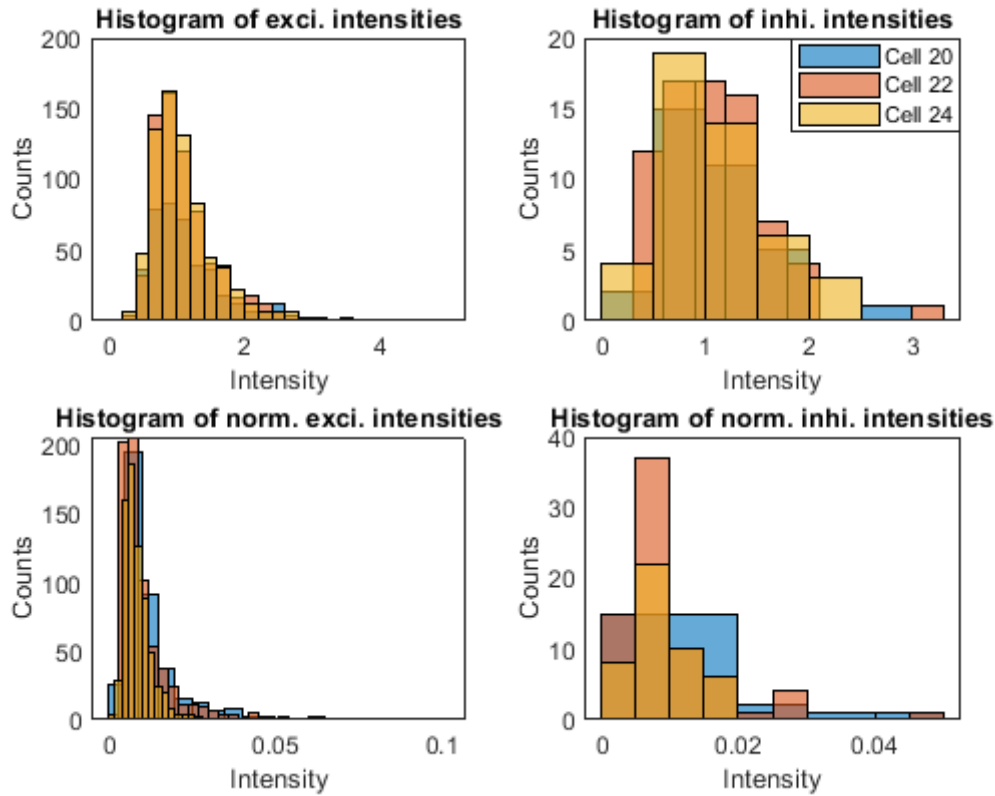 Histogram of exci. intensities
200
150
100
50
0
Counts
0 2 4
Intensity
Histogram of inhi. intensities
20
15
10
5
0
Counts
0 1 2 3
Intensity
Cell 20
Cell 22
Cell 24
Histogram of norm. exci. intensities
200
150
100
50
0
Counts
0 0.05 0.1
Intensity
Histogram of norm. inhi. intensities
40
30
20
10
0
Counts
0 0.02 0.04
Intensity